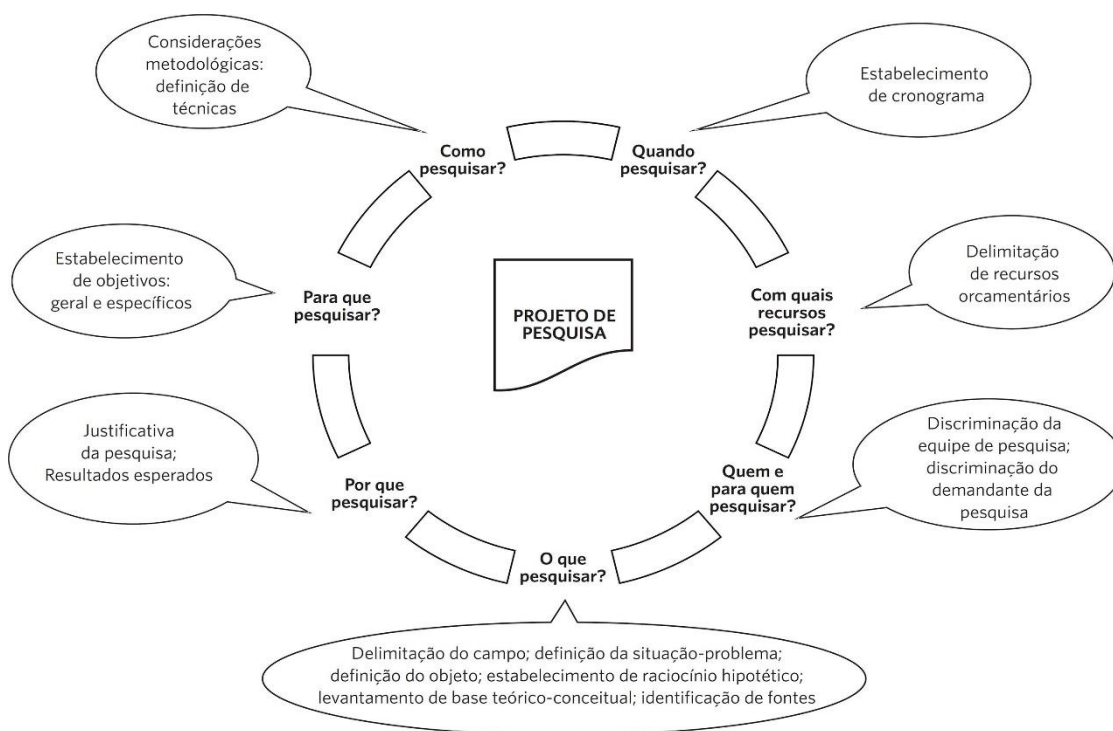 Considerações
metodológicas:
definição de
técnicas
Estabelecimento
de cronograma
Como
pesquisar?
Quando
pesquisar?
Estabelecimento
de objetivos:
geral e específicos
Delimitação
de recursos
orcamentários
Para que
pesquisar?
Com quais
recursos
pesquisar?
PROJETO DE
PESQUISA
Justificativa
da pesquisa;
Resultados esperados
Discriminação da
equipe de pesquisa;
discriminação do
demandante da
pesquisa
Por que
pesquisar?
Quem e
para quem
pesquisar?
O que
pesquisar?
Delimitação do campo; definição da situação-problema;
definição do objeto; estabelecimento de raciocínio hipotético;
levantamento de base teórico-conceitual; identificação de fontes